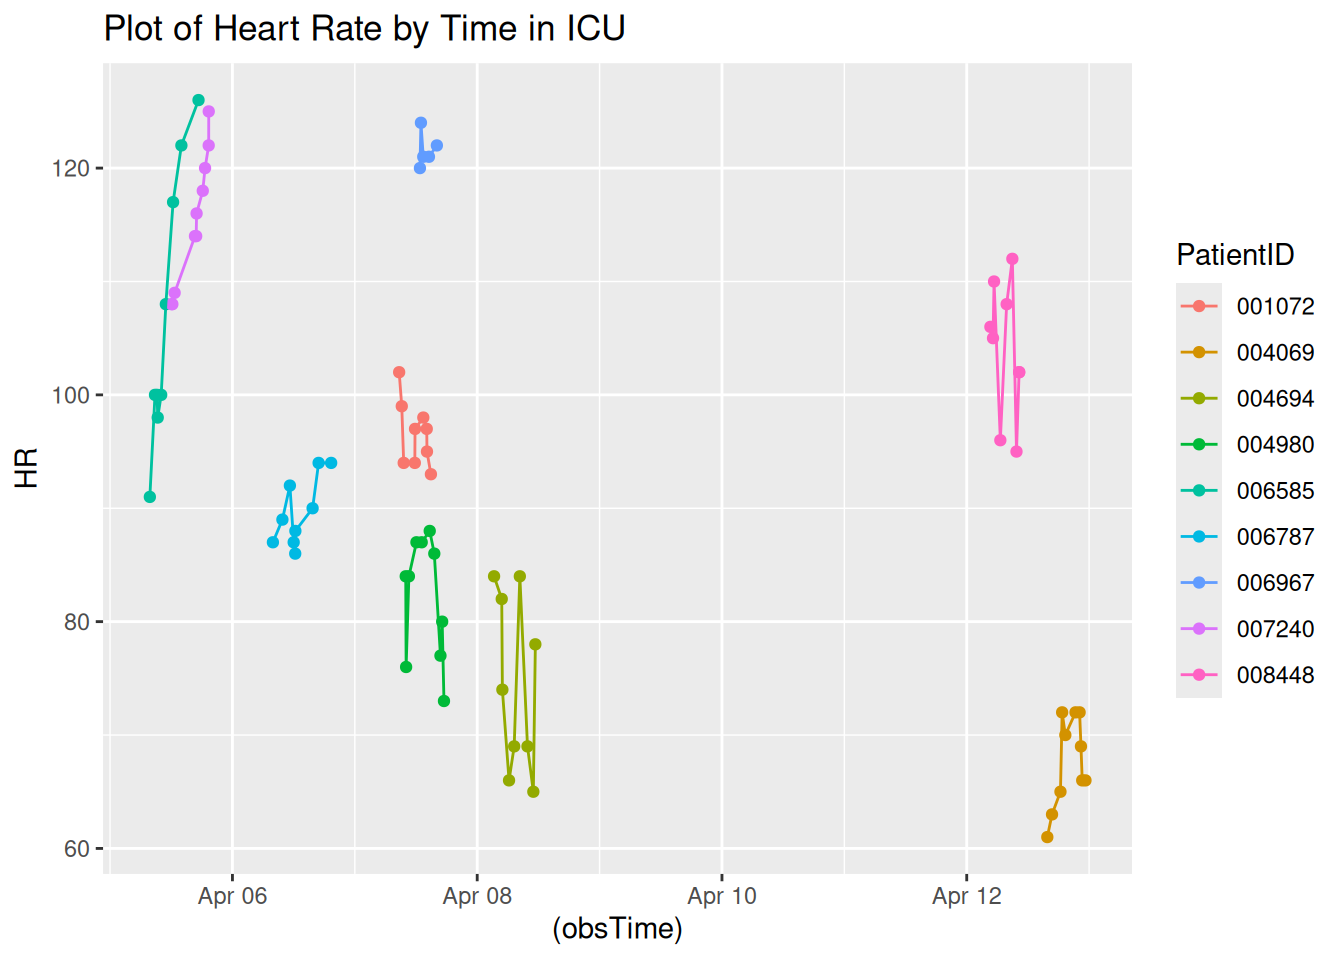 Plot of Heart Rate by Time in ICU
120
100
80
60
HR
Apr 06
Apr 08
Apr 10
Apr 12
(obsTime)
PatientID
001072
004069
004694
004980
006585
006787
006967
007240
008448